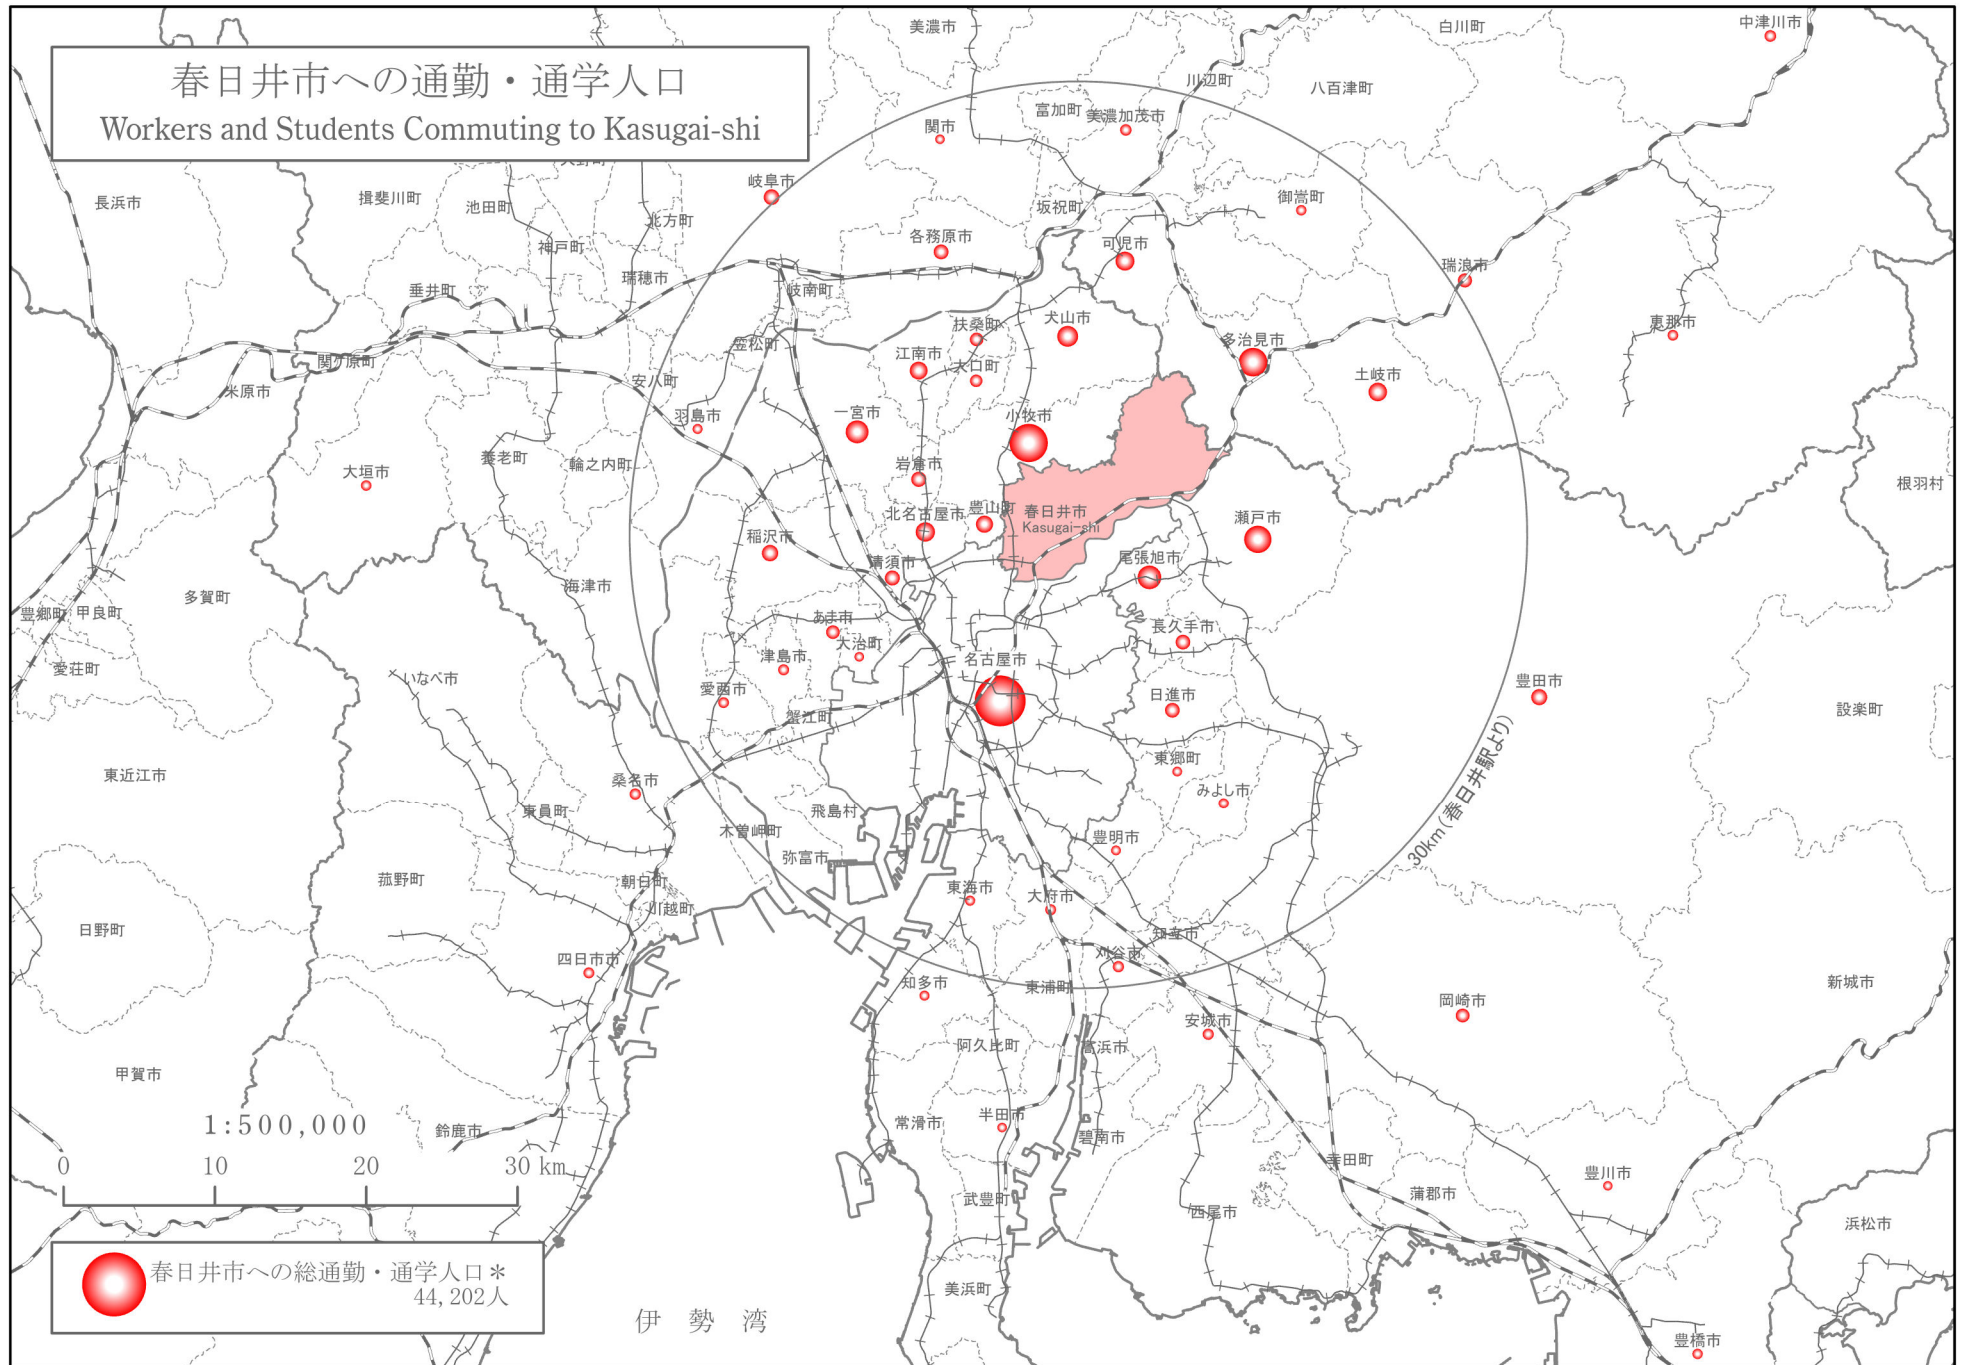 春日井市への通勤・通学人口
Workers and Students Commuting to Kasugai-shi
美濃市
白川町
中津川市
川辺町
八百津町
富加町
美濃加茂市
関市
岐阜市
長浜市
揖斐川町
池田町
北方町
坂祝町
御嵩町
各務原市
可児市
神戸町
瑞穂市
瑞浪市
垂井町
岐南町
扶桑町
犬山市
恵那市
笠松町
多治見市
江南市
大口町
関ケ原町
安八町
土岐市
米原市
羽島市
一宮市
小牧市
養老町
輪之内町
岩倉市
大垣市
根羽村
北名古屋市
豊山町
春日井市
Kasugai-shi
瀬戸市
稲沢市
清須市
尾張旭市
海津市
多賀町
豊郷町
甲良町
あま市
大治町
長久手市
愛荘町
いなべ市
津島市
名古屋市
愛西市
日進市
豊田市
蟹江町
設楽町
東近江市
桑名市
東郷町
みよし市
東員町
飛島村
木曽岬町
30km(春日井駅より)
弥富市
豊明市
菰野町
朝日町
東海市
大府市
川越町
日野町
知立市
四日市市
刈谷市
知多市
東浦町
新城市
岡崎市
安城市
阿久比町
高浜市
甲賀市
1:500,000
鈴鹿市
常滑市
半田市
碧南市
0 10 20 30 km
幸田町
豊川市
武豊町
蒲郡市
西尾市
浜松市
春日井市への総通勤・通学人口＊
44,202人
美浜町
伊勢湾
豊橋市